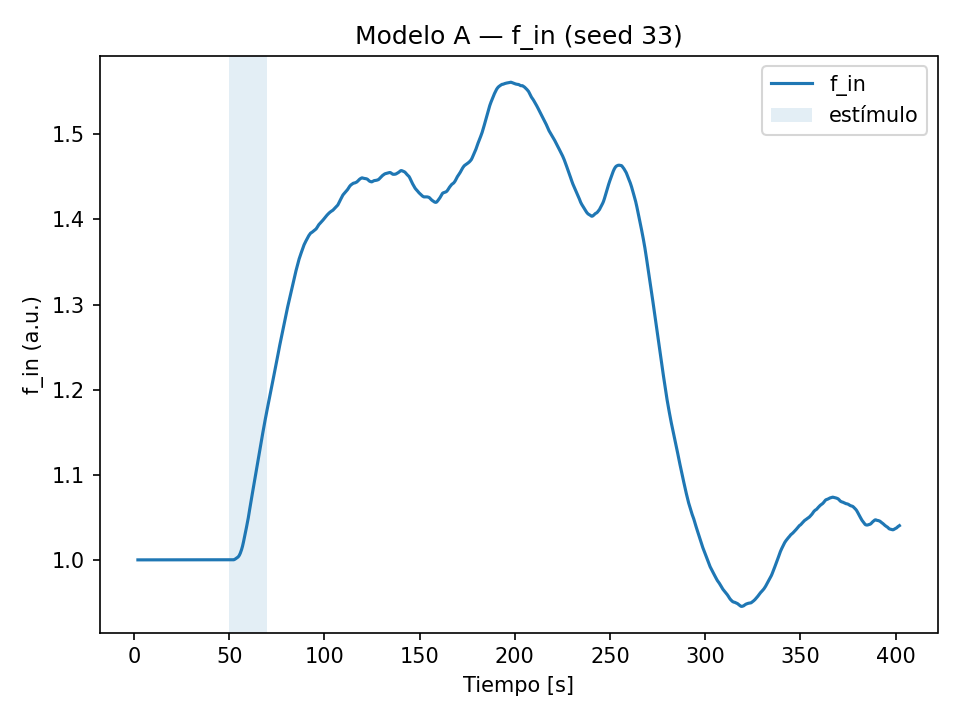 Modelo A — f_in (seed 33)
f_in
estímulo
f_in (a.u.)
1.5
1.4
1.3
1.2
1.1
1.0
0 50 100 150 200 250 300 350 400
Tiempo [s]